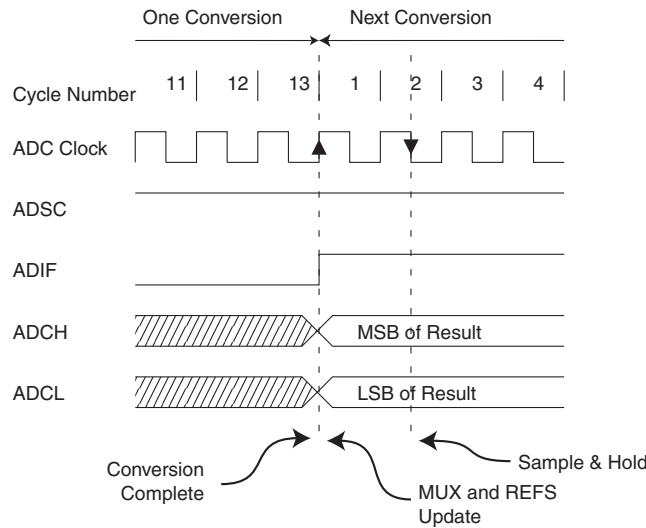 One Conversion Next Conversion
Cycle Number 11 12 13 1 2 3 4
ADC Clock
ADSC
ADIF
ADCH MSB of Result
ADCL LSB of Result
Conversion
Complete
MUX and REFS
Update
Sample & Hold